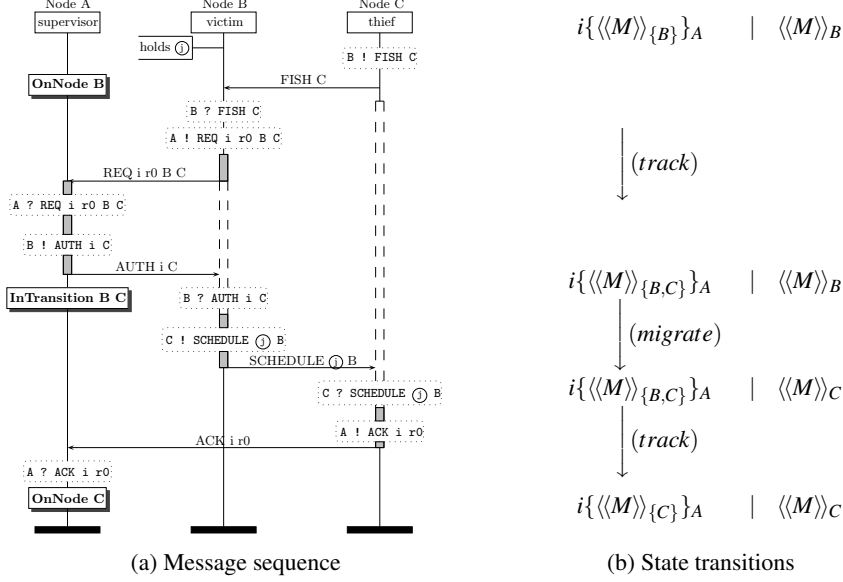 Node A Node B Node C
supervisor victim thief
holds j
B ! FISH C
OnNode B
FISH C
B ? FISH C
A ! REQ i r0 B C
REQ i r0 B C
A ? REQ i r0 B C
B ! AUTH i C
AUTH i C
InTransition B C
B ? AUTH i C
C ! SCHEDULE j B
SCHEDULE j B
C ? SCHEDULE j B
A ! ACK i r0
ACK i r0
A ? ACK i r0
OnNode C
(a) Message sequence
i{⟨⟨M⟩⟩{B}}A | ⟨⟨M⟩⟩B
(track)
i{⟨⟨M⟩⟩{B,C}}A | ⟨⟨M⟩⟩B
(migrate)
i{⟨⟨M⟩⟩{B,C}}A | ⟨⟨M⟩⟩C
(track)
i{⟨⟨M⟩⟩{C}}A | ⟨⟨M⟩⟩C
(b) State transitions